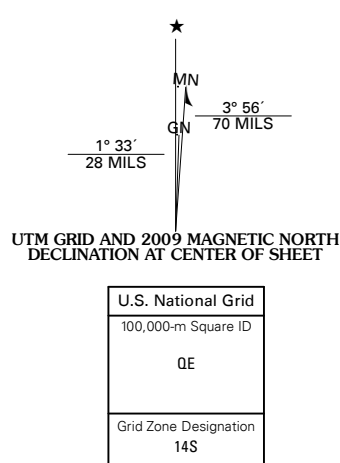 ★
MN
3° 56´
70 MILS
GN
1° 33´
28 MILS
UTM GRID AND 2009 MAGNETIC NORTH
DECLINATION AT CENTER OF SHEET
U.S. National Grid
100,000-m Square ID
QE
Grid Zone Designation
14S